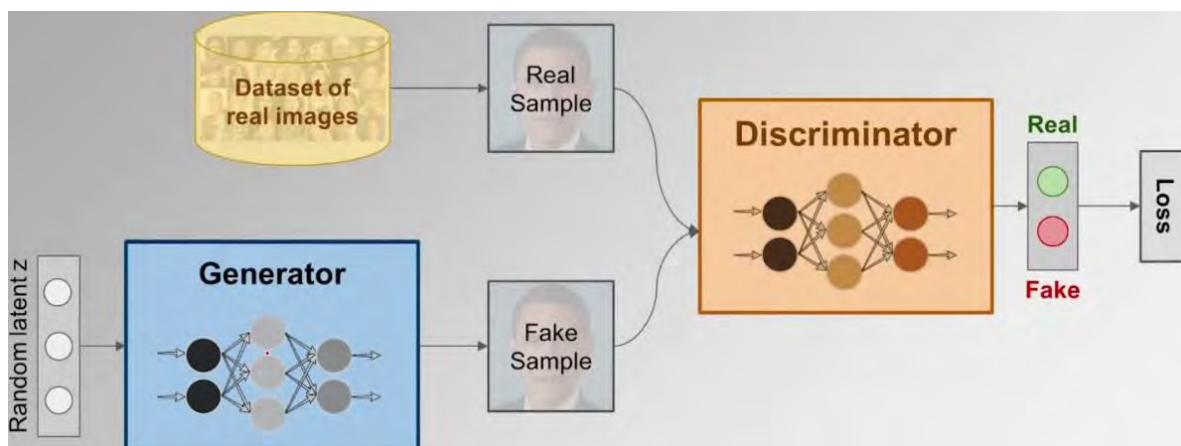 Dataset of
real images
Real
Sample
Discriminator
Real
Fake
Loss
Random latent z
Generator
Fake
Sample